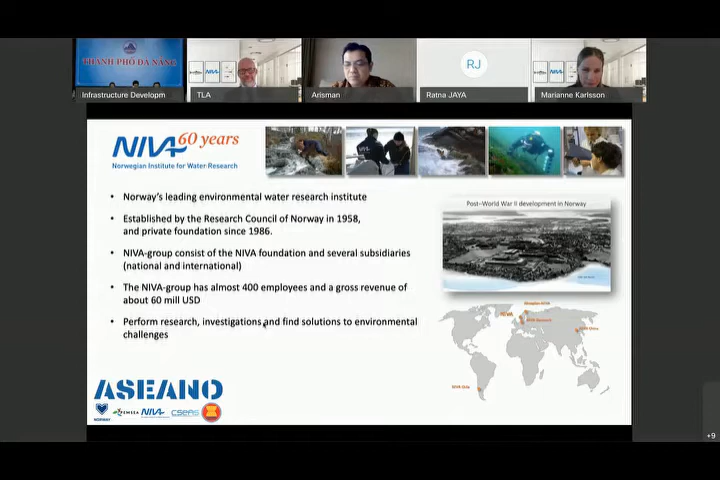 THÀNH PHỐ ĐÀ NẴNG
NIVA
NIVA
Infrastructure Developm
TLA
Arisman
RJ
Ratna JAYA
Marianne Karlsson
NIVA 60 years
Norwegian Institute for Water Research
• Norway's leading environmental water research institute
• Established by the Research Council of Norway in 1958,
and private foundation since 1986.
• NIVA-group consist of the NIVA foundation and several subsidiaries
(national and international)
• The NIVA-group has almost 400 employees and a gross revenue of
about 60 mill USD
• Perform research, investigations and find solutions to environmental
challenges
Post–World War II development in Norway
NIVA Chile
ASEANO
NORWAY
PEMSEA
NIVA
CSEAS
+9